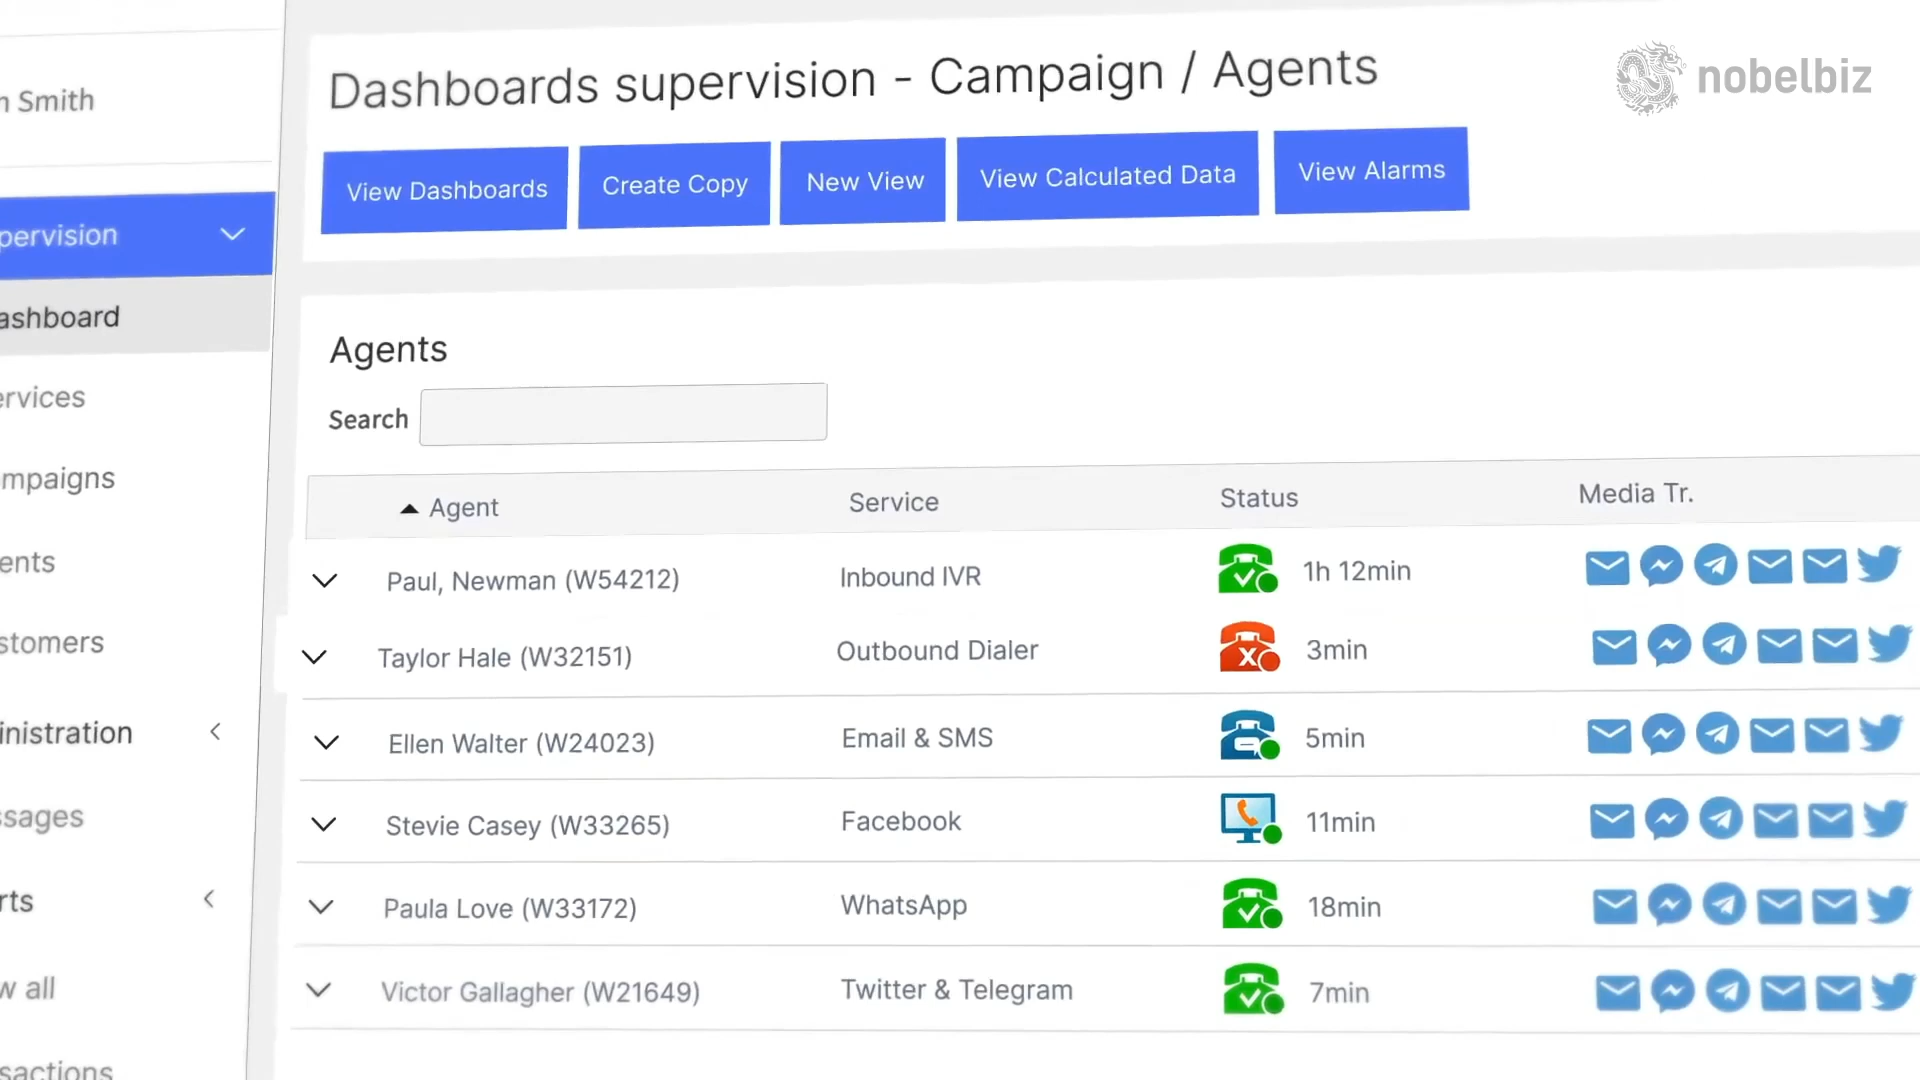 nobelbiz
Smith
Dashboards supervision - Campaign / Agents
View Dashboards Create Copy New View View Calculated Data View Alarms
pervision
ashboard
ervices
mpaigns
ents
stomers
inistration
ssages
rts
w all
sactions
Agents
Search
Agent Service Status Media Tr.
Paul, Newman (W54212) Inbound IVR 1h 12min
Taylor Hale (W32151) Outbound Dialer 3min
Ellen Walter (W24023) Email & SMS 5min
Stevie Casey (W33265) Facebook 11min
Paula Love (W33172) WhatsApp 18min
Victor Gallagher (W21649) Twitter & Telegram 7min